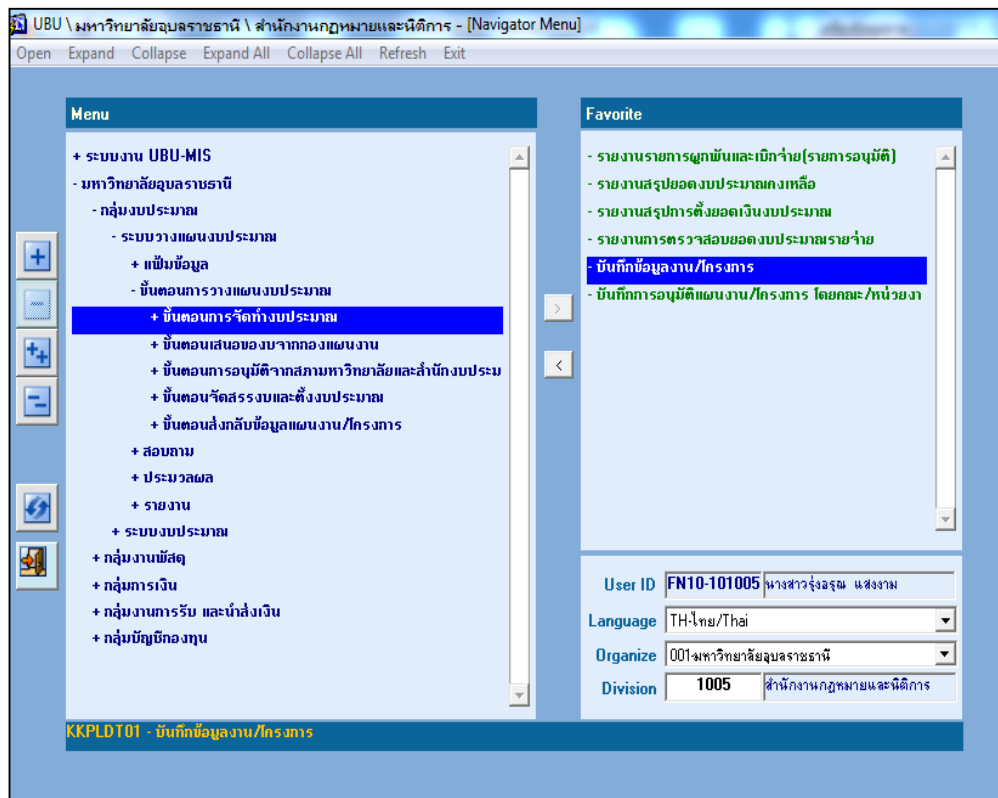 UBU \ มหาวิทยาลัยอุบลราชธานี \ สำนักงานกฎหมายและนิติการ - [Navigator Menu]
Open Expand Collapse Expand All Collapse All Refresh Exit
Menu
+ ระบบงาน UBU-MIS
- มหาวิทยาลัยอุบลราชธานี
- กลุ่มงบประมาณ
- ระบบวางแผนงบประมาณ
+ แฟ้มข้อมูล
- ขั้นตอนการวางแผนงบประมาณ
+ ขั้นตอนการจัดทำงบประมาณ
+ ขั้นตอนเสนอของบจากกองแผนงาน
+ ขั้นตอนการอนุมัติจากสภามหาวิทยาลัยและสำนักงบประม
+ ขั้นตอนจัดสรรงบและตั้งงบประมาณ
+ ขั้นตอนส่งกลับข้อมูลแผนงาน/โครงการ
+ สอบถาม
+ ประมวลผล
+ รายงาน
+ ระบบงบประมาณ
+ กลุ่มงานพัสดุ
+ กลุ่มการเงิน
+ กลุ่มงานการรับ และนำส่งเงิน
+ กลุ่มบัญชีกองทุน
Favorite
- รายงานรายการผูกพันและเบิกจ่าย(รายการอนุมัติ)
- รายงานสรุปยอดงบประมาณคงเหลือ
- รายงานสรุปการตั้งยอดเงินงบประมาณ
- รายงานการตรวจสอบยอดงบประมาณรายจ่าย
- บันทึกข้อมูลงาน/โครงการ
- บันทึกการอนุมัติแผนงาน/โครงการ โดยคณะ/หน่วยงา
User ID FN10-101005 นางสาวรุ่งอรุณ แสงงาม
Language TH-ไทย/Thai
Organize 001-มหาวิทยาลัยอุบลราชธานี
Division 1005 สำนักงานกฎหมายและนิติการ
KKPLDT01 - บันทึกข้อมูลงาน/โครงการ